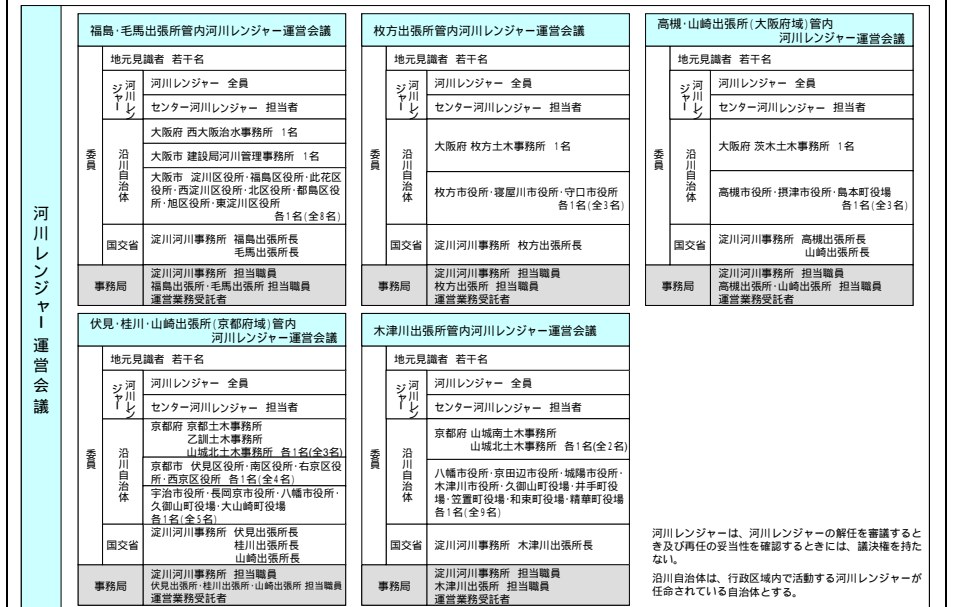 河川レンジャー運営会議
福島・毛馬出張所管内河川レンジャー運営会議
委員
地元見識者 若干名
河川レンジャー
河川レンジャー 全員
センター河川レンジャー 担当者
沿川自治体
大阪府 西大阪治水事務所 1名
大阪市 建設局河川管理事務所 1名
大阪市 淀川区役所・福島区役所・此花区
役所・西淀川区役所・北区役所・都島区役
所・旭区役所・東淀川区役所
各1名(全8名)
国交省
淀川河川事務所 福島出張所長
毛馬出張所長
事務局
淀川河川事務所 担当職員
福島出張所・毛馬出張所 担当職員
運営業務受託者
枚方出張所管内河川レンジャー運営会議
委員
地元見識者 若干名
河川レンジャー
河川レンジャー 全員
センター河川レンジャー 担当者
沿川自治体
大阪府 枚方土木事務所 1名
枚方市役所・寝屋川市役所・守口市役所
各1名(全3名)
国交省
淀川河川事務所 枚方出張所長
事務局
淀川河川事務所 担当職員
枚方出張所 担当職員
運営業務受託者
高槻・山崎出張所(大阪府域)管内
河川レンジャー運営会議
委員
地元見識者 若干名
河川レンジャー
河川レンジャー 全員
センター河川レンジャー 担当者
沿川自治体
大阪府 茨木土木事務所 1名
高槻市役所・摂津市役所・島本町役場
各1名(全3名)
国交省
淀川河川事務所 高槻出張所長
山崎出張所長
事務局
淀川河川事務所 担当職員
高槻出張所・山崎出張所 担当職員
運営業務受託者
伏見・桂川・山崎出張所(京都府域)管内
河川レンジャー運営会議
委員
地元見識者 若干名
河川レンジャー
河川レンジャー 全員
センター河川レンジャー 担当者
沿川自治体
京都府 京都土木事務所
乙訓土木事務所
山城北土木事務所 各1名(全3名)
京都市 伏見区役所・南区役所・右京区役
所・西京区役所 各1名(全4名)
宇治市役所・長岡京市役所・八幡市役所・
久御山町役場・大山崎町役場
各1名(全5名)
国交省
淀川河川事務所 伏見出張所長
桂川出張所長
山崎出張所長
事務局
淀川河川事務所 担当職員
伏見出張所・桂川出張所・山崎出張所 担当職員
運営業務受託者
木津川出張所管内河川レンジャー運営会議
委員
地元見識者 若干名
河川レンジャー
河川レンジャー 全員
センター河川レンジャー 担当者
沿川自治体
京都府 山城南土木事務所
山城北土木事務所 各1名(全2名)
八幡市役所・京田辺市役所・城陽市役所・
木津川市役所・久御山町役場・井手町役
場・笠置町役場・和束町役場・精華町役場
各1名(全9名)
国交省
淀川河川事務所 木津川出張所長
事務局
淀川河川事務所 担当職員
木津川出張所 担当職員
運営業務受託者
河川レンジャーは、河川レンジャーの解任を審議すると
き及び再任の妥当性を確認するときには、議決権を持た
ない。
沿川自治体は、行政区域内で活動する河川レンジャーが
任命されている自治体とする。